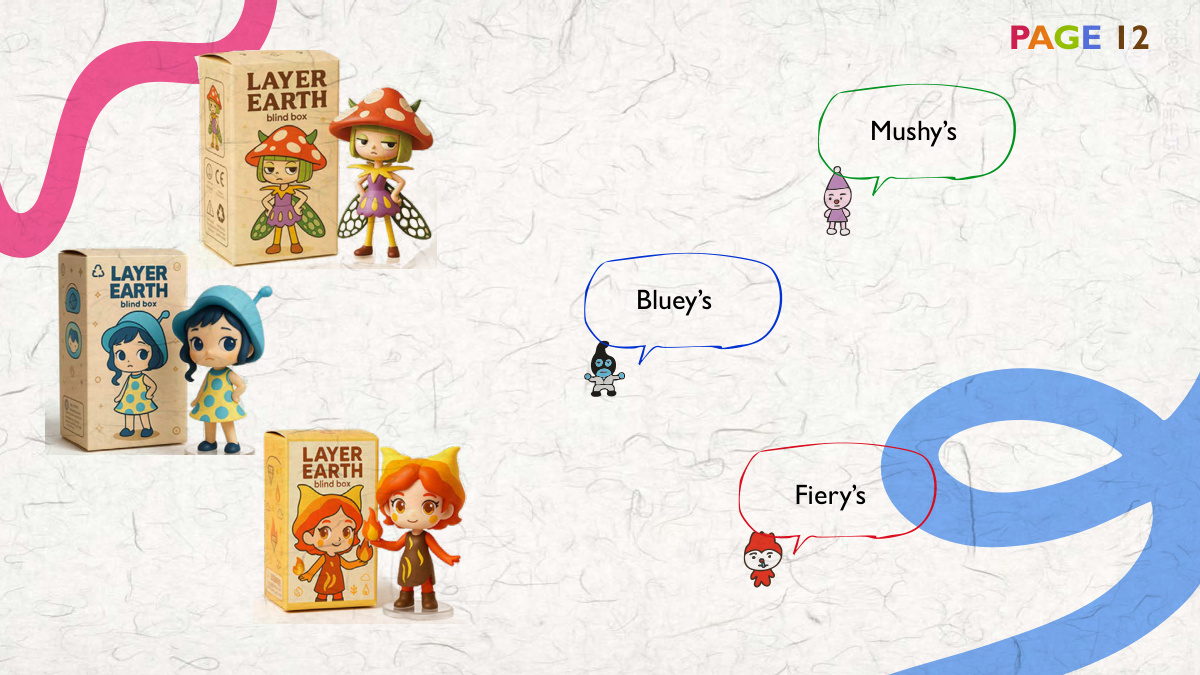 PAGE 12
LAYER
EARTH
blind box
Mushy's
LAYER
EARTH
blind box
Bluey's
LAYER
EARTH
blind box
Fiery's